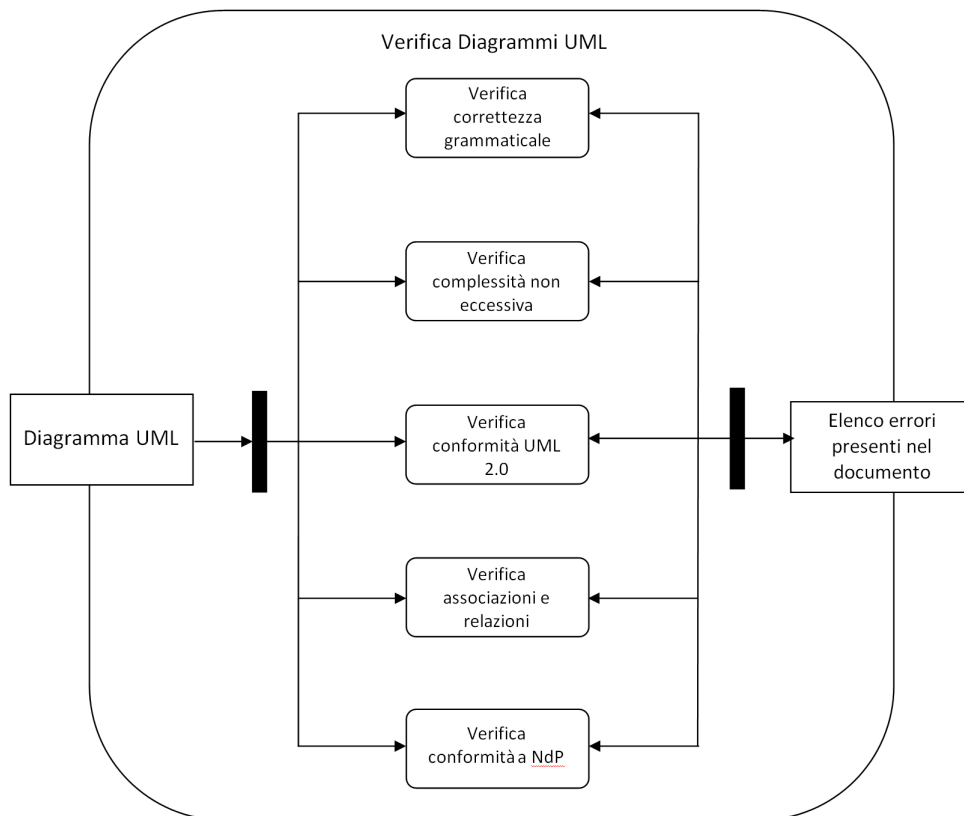 Verifica Diagrammi UML
Verifica
correttezza
grammaticale
Verifica
complessità non
eccessiva
Diagramma UML
Verifica
conformità UML
2.0
Elenco errori
presenti nel
documento
Verifica
associazioni e
relazioni
Verifica
conformità a NdP